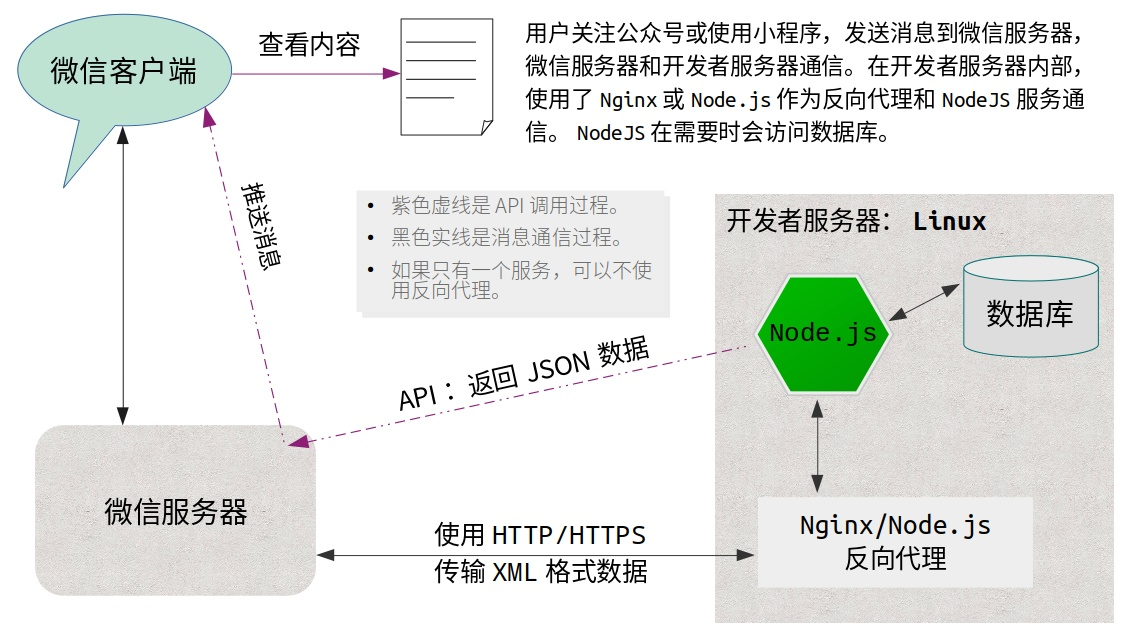 微信客户端
查看内容
用户关注公众号或使用小程序，发送消息到微信服务器，
微信服务器和开发者服务器通信。在开发者服务器内部，
使用了 Nginx 或 Node.js 作为反向代理和 NodeJS 服务通
信。 NodeJS 在需要时会访问数据库。
推送消息
• 紫色虚线是 API 调用过程。
• 黑色实线是消息通信过程。
• 如果只有一个服务，可以不使
用反向代理。
开发者服务器： Linux
Node.js
数据库
API ：返回 JSON 数据
微信服务器
使用 HTTP/HTTPS
传输 XML 格式数据
Nginx/Node.js
反向代理